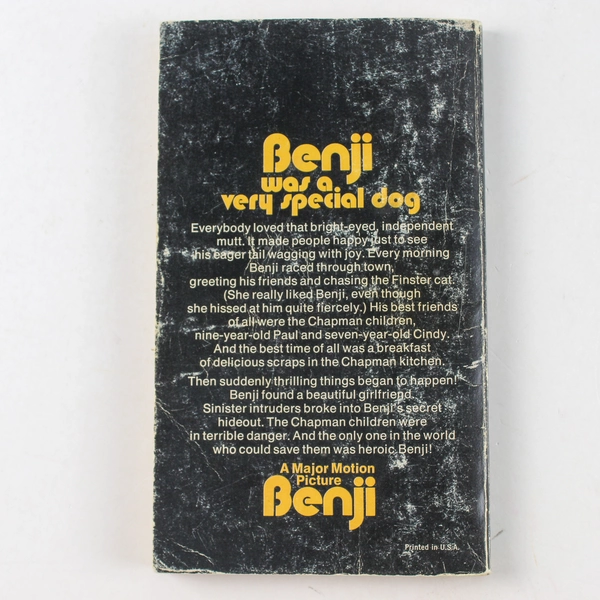 Benji
was a
very special dog
Everybody loved that bright-eyed, independent
mutt. It made people happy just to see
his eager tail wagging with joy. Every morning
Benji raced through town,
greeting his friends and chasing the Finster cat.
(She really liked Benji, even though
she hissed at him quite fiercely.) His best friends
of all were the Chapman children,
nine-year-old Paul and seven-year-old Cindy.
And the best time of all was a breakfast
of delicious scraps in the Chapman kitchen.
Then suddenly thrilling things began to happen!
Benji found a beautiful girlfriend.
Sinister intruders broke into Benji's secret
hideout. The Chapman children were
in terrible danger. And the only one in the world
who could save them was heroic Benji!
A Major Motion
Picture
Benji
Printed in U.S.A.